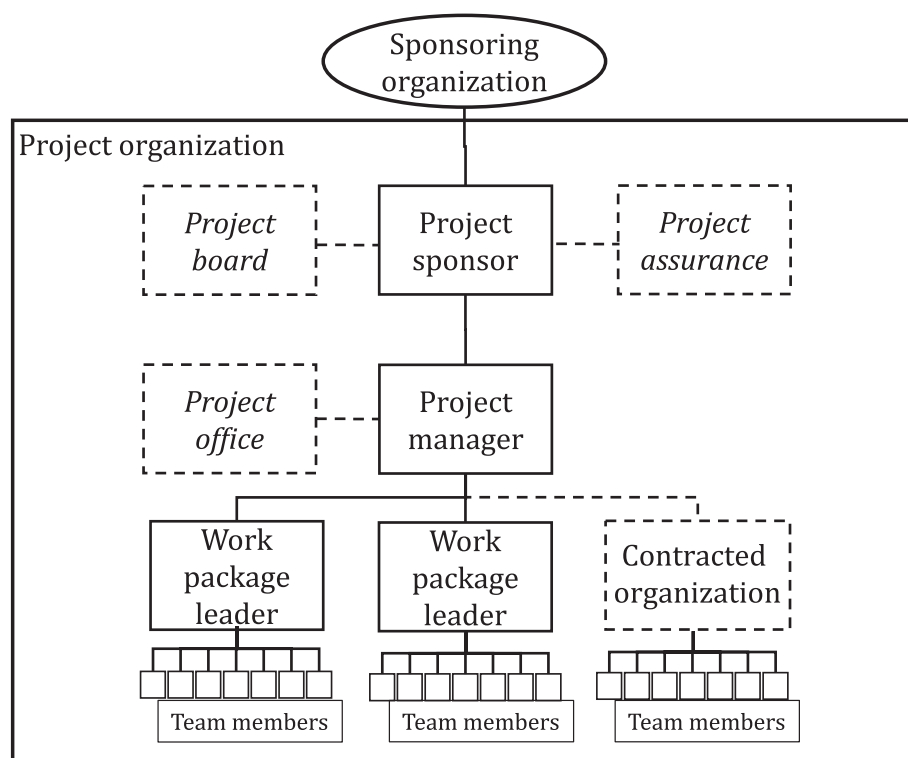 Sponsoring
organization
Project organization
Project
board
Project
sponsor
Project
assurance
Project
office
Project
manager
Work
package
leader
Work
package
leader
Contracted
organization
Team members
Team members
Team members